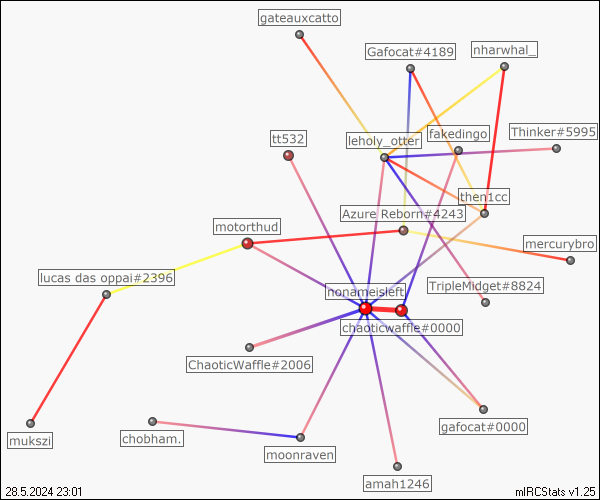 gateauxcatto
Gafocat#4189
nharwhal_
tt532
leholy_otter
fakedingo
Thinker#5995
then1cc
motorthud
Azure Reborn#4243
mercurybro
lucas das oppai#2396
nonameisleft
TripleMidget#8824
chaoticwaffle#0000
ChaoticWaffle#2006
mukszi
chobham.
moonraven
gafocat#0000
amah1246
28.5.2024 23:01
mIRCStats v1.25